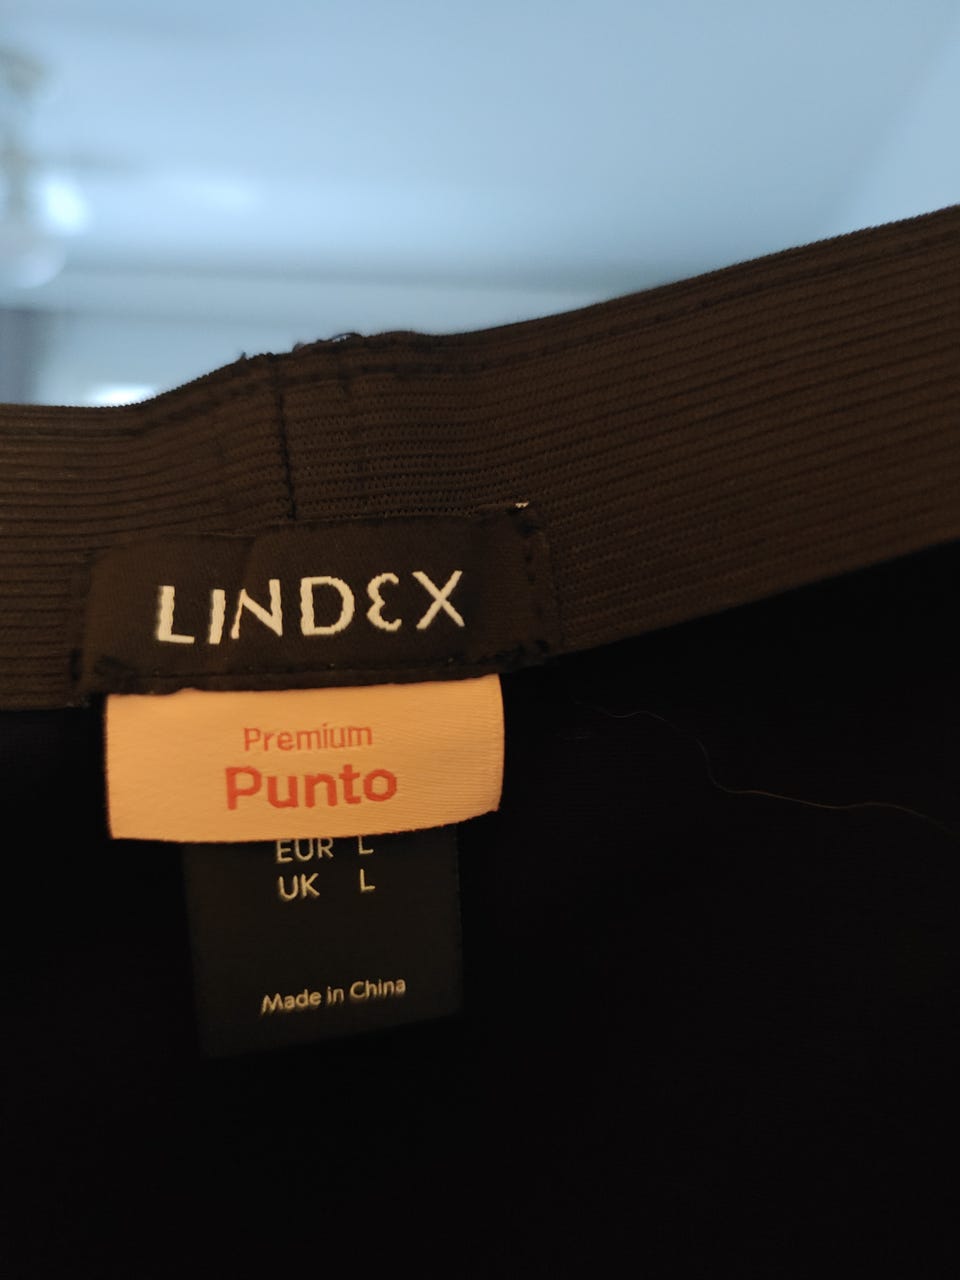 LINDEX
Premium
Punto
EUR L
UK L
Made in China